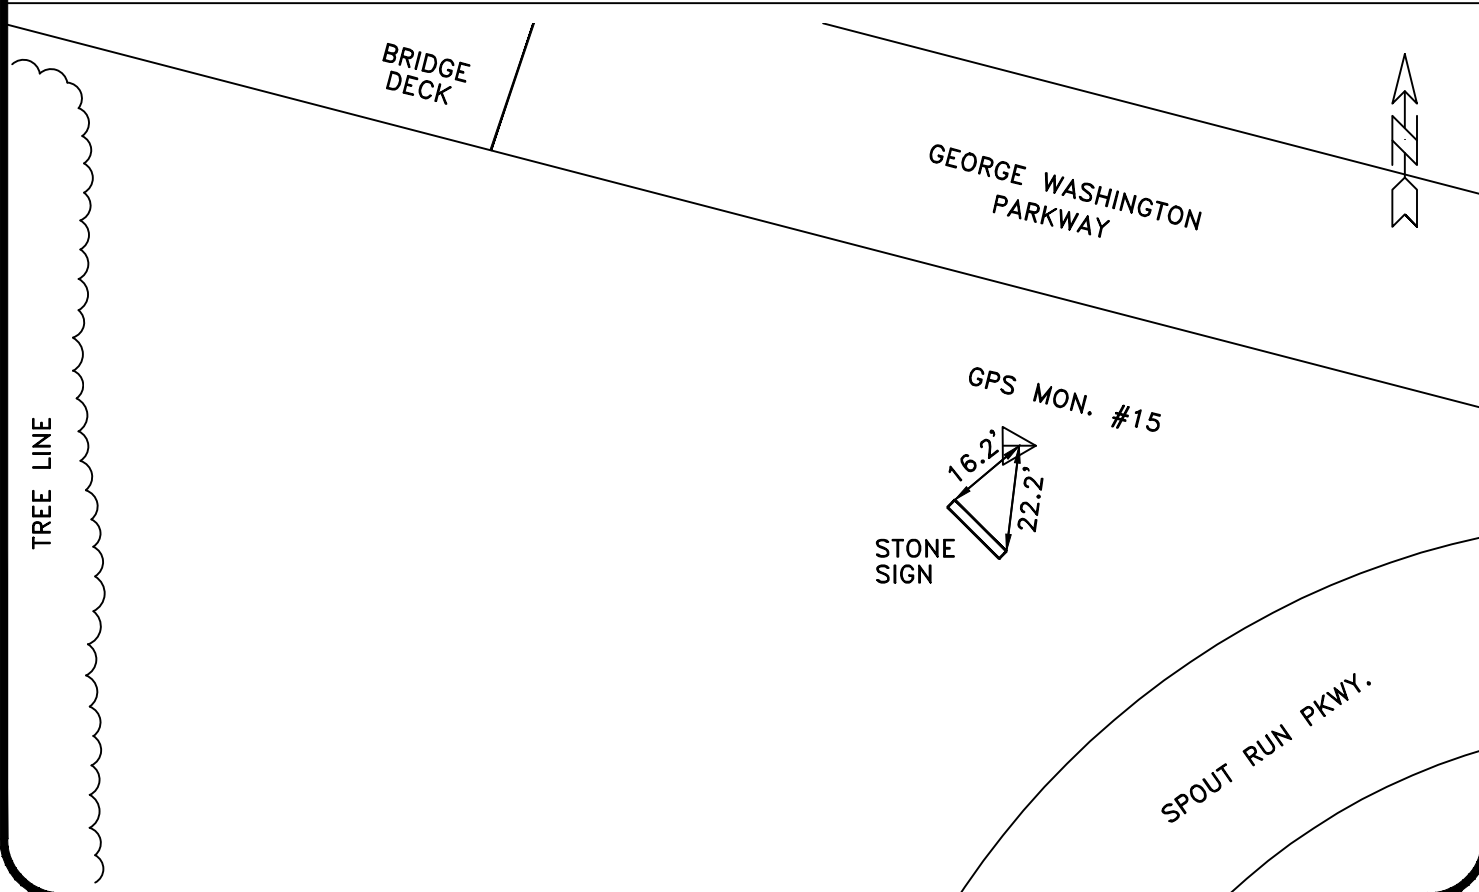 BRIDGE
DECK
GEORGE WASHINGTON
PARKWAY
N
GPS MON. #15
16.2'
22.2'
STONE
SIGN
TREE LINE
SPOUT RUN PKWY.